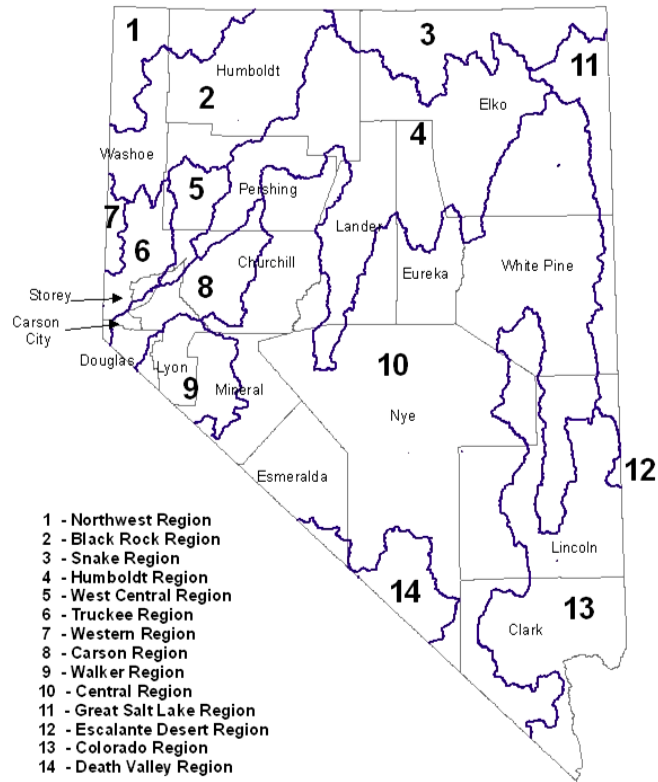 1
3
11
Humboldt
2
Elko
4
Washoe
5
Pershing
7
Lander
6
Churchill
White Pine
8
Eureka
Storey
Carson
City
Douglas
Lyon
10
9
Mineral
Nye
12
Esmeralda
Lincoln
14
13
Clark
1 - Northwest Region
2 - Black Rock Region
3 - Snake Region
4 - Humboldt Region
5 - West Central Region
6 - Truckee Region
7 - Western Region
8 - Carson Region
9 - Walker Region
10 - Central Region
11 - Great Salt Lake Region
12 - Escalante Desert Region
13 - Colorado Region
14 - Death Valley Region